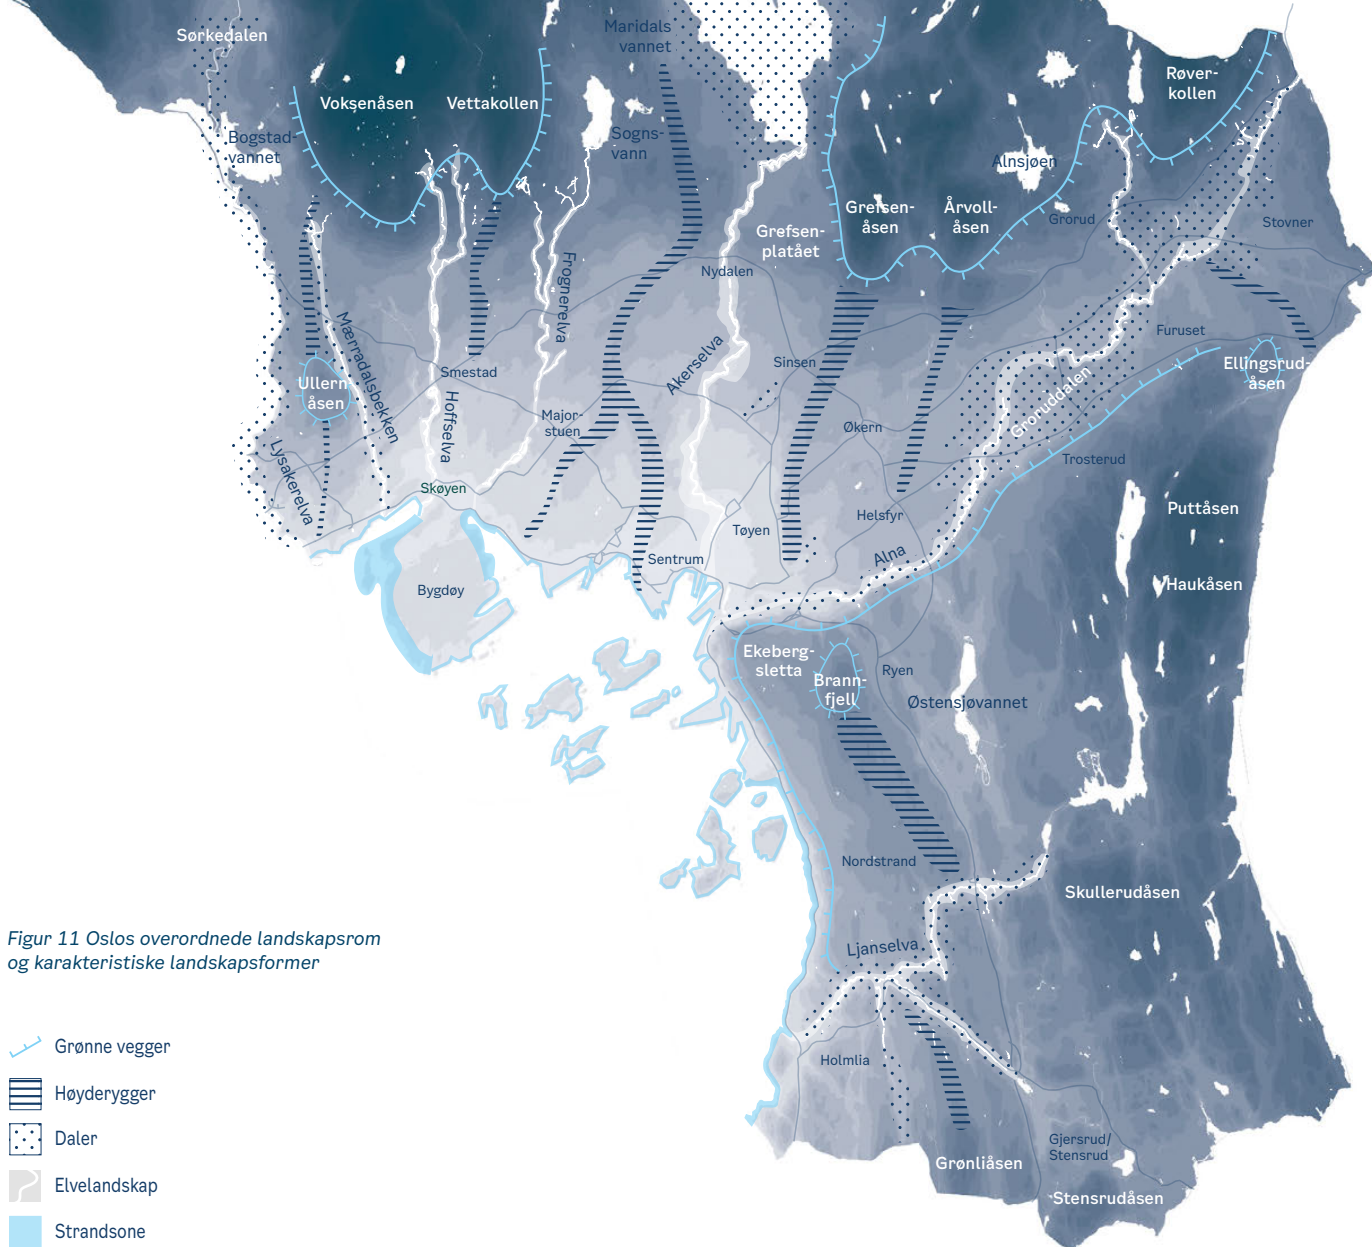 Sørkedalen
Maridals
vannet
Voksenåsen
Vettakollen
Røver-
kollen
Bogstad-
vannet
Sogns-
vann
Alnsjøen
Grefsen-
åsen
Årvoll-
åsen
Grorud
Stovner
Grefsen-
platået
Nydalen
Frognerelva
Mærradalsbekken
Furuset
Akerselva
Sinsen
Smestad
Ullern-
åsen
Ellingsrud-
åsen
Hoffselva
Major-
stuen
Groruddalen
Økern
Trosterud
Lysakerelva
Skøyen
Puttåsen
Helsfyr
Tøyen
Sentrum
Alna
Haukåsen
Bygdøy
Ekeberg-
sletta
Brann-
fjell
Ryen
Østensjøvannet
Nordstrand
Skullerudåsen
Ljanselva
Figur 11 Oslos overordnede landskapsrom
og karakteristiske landskapsformer
Holmlia
Grønne vegger
Høyderygger
Daler
Elvelandskap
Strandsone
Gjersrud/
Stensrud
Grønliåsen
Stensrudåsen